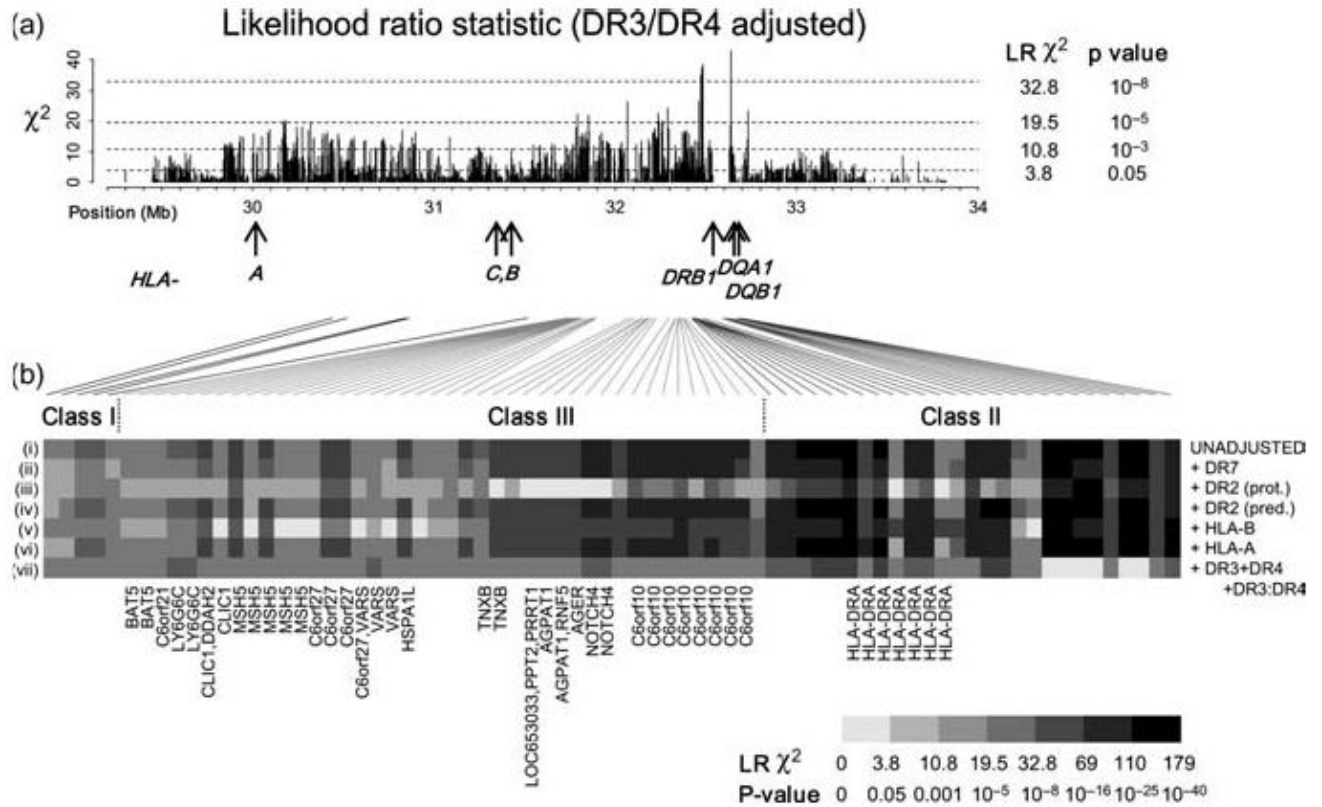 (a) Likelihood ratio statistic (DR3/DR4 adjusted)
LR χ² p value
32.8 10⁻⁸
19.5 10⁻⁵
10.8 10⁻³
3.8 0.05
χ²
40
30
20
10
0
Position (Mb) 30 31 32 33 34
HLA- A C,B DRB1 DQA1
DQB1
(b)
Class I Class III Class II
(i) UNADJUSTED
(ii) + DR7
(iii) + DR2 (prot.)
(iv) + DR2 (pred.)
(v) + HLA-B
(vi) + HLA-A
(vii) + DR3+DR4
+DR3:DR4
BAT5
BAT5
C6orf21
LY6G6C
LY6G6C
CLIC1,DDAH2
CLIC1
MSH5
MSH5
MSH5
MSH5
MSH5
C6orf27
C6orf27
C6orf27
C6orf27,VARS
VARS
VARS
HSPA1L
TNXB
TNXB
LOC653033,PPT2,PRRT1
AGPAT1
AGPAT1,RNF5
AGER
NOTCH4
NOTCH4
C6orf10
C6orf10
C6orf10
C6orf10
C6orf10
C6orf10
C6orf10
C6orf10
HLA-DRA
HLA-DRA
HLA-DRA
HLA-DRA
HLA-DRA
HLA-DRA
HLA-DRA
LR χ² 0 3.8 10.8 19.5 32.8 69 110 179
P-value 0 0.05 0.001 10⁻⁵ 10⁻⁸ 10⁻¹⁶ 10⁻²⁵ 10⁻⁴⁰